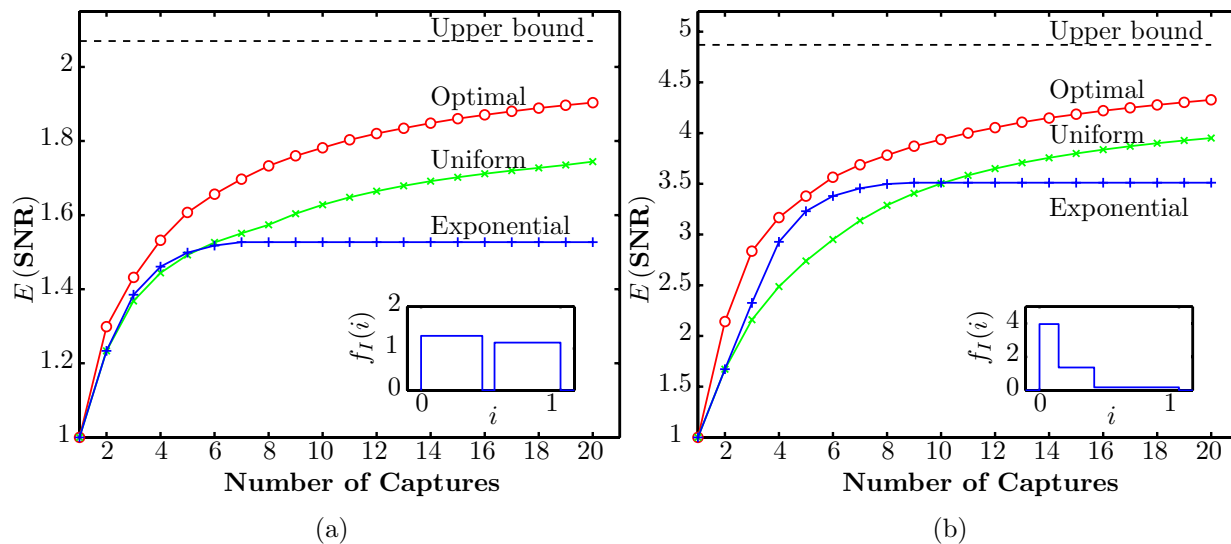 Upper bound
Optimal
Uniform
Exponential
E(SNR)
2
1.8
1.6
1.4
1.2
1
2 4 6 8 10 12 14 16 18 20
Number of Captures
f_I(i)
2
1
0
0 1
i
(a)
Upper bound
Optimal
Uniform
Exponential
E(SNR)
5
4.5
4
3.5
3
2.5
2
1.5
1
2 4 6 8 10 12 14 16 18 20
Number of Captures
f_I(i)
4
2
0
0 1
i
(b)